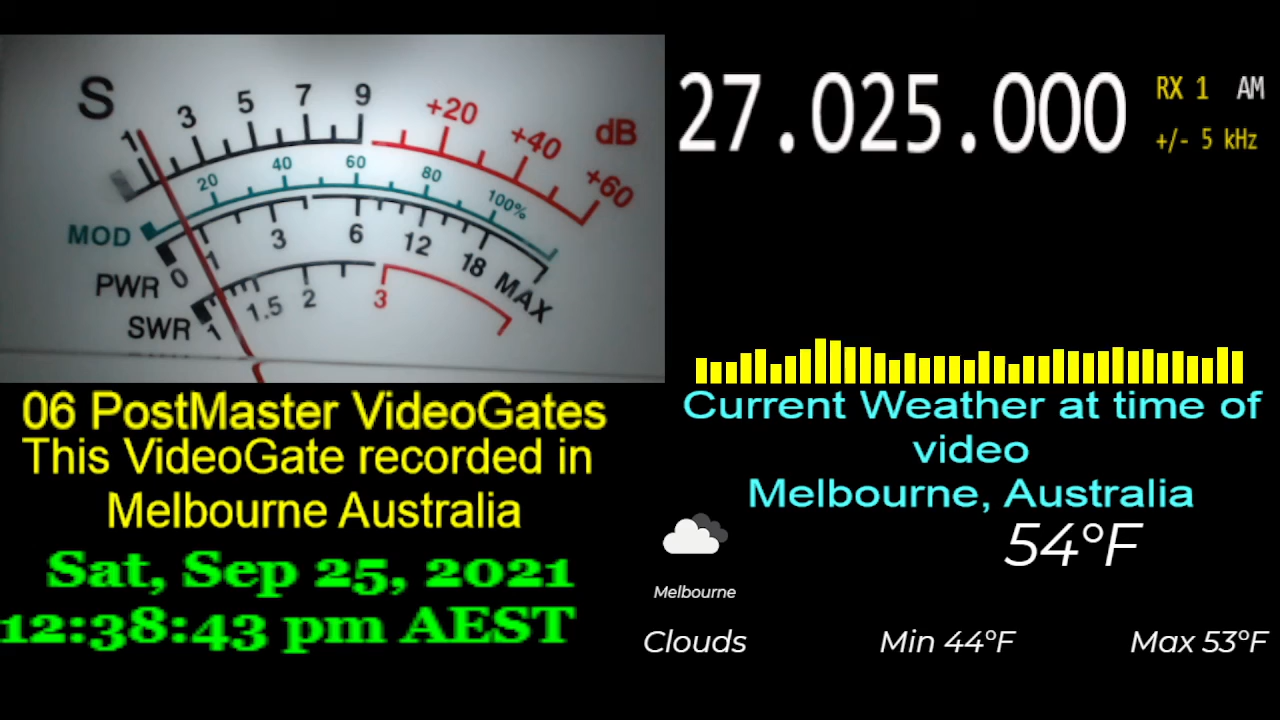 S
1 3 5 7 9 +20 +40 +60 dB
20 40 60 80 100%
MOD
PWR 0 1 3 6 12 18 MAX
SWR 1 1.5 2 3
27.025.000
RX 1 AM
+/- 5 kHz
06 PostMaster VideoGates
This VideoGate recorded in
Melbourne Australia
Sat, Sep 25, 2021
12:38:43 pm AEST
Current Weather at time of
video
Melbourne, Australia
54°F
Melbourne
Clouds Min 44°F Max 53°F